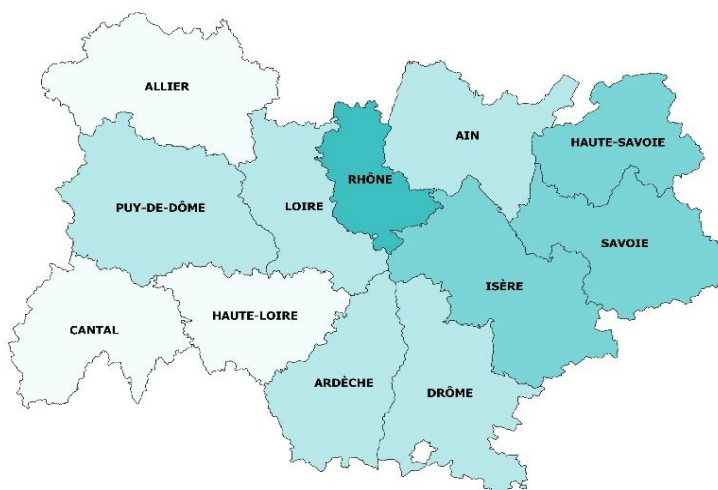 ALLIER
AIN
HAUTE-SAVOIE
RHÔNE
PUY-DE-DÔME
LOIRE
SAVOIE
ISÈRE
HAUTE-LOIRE
CANTAL
ARDÈCHE
DRÔME